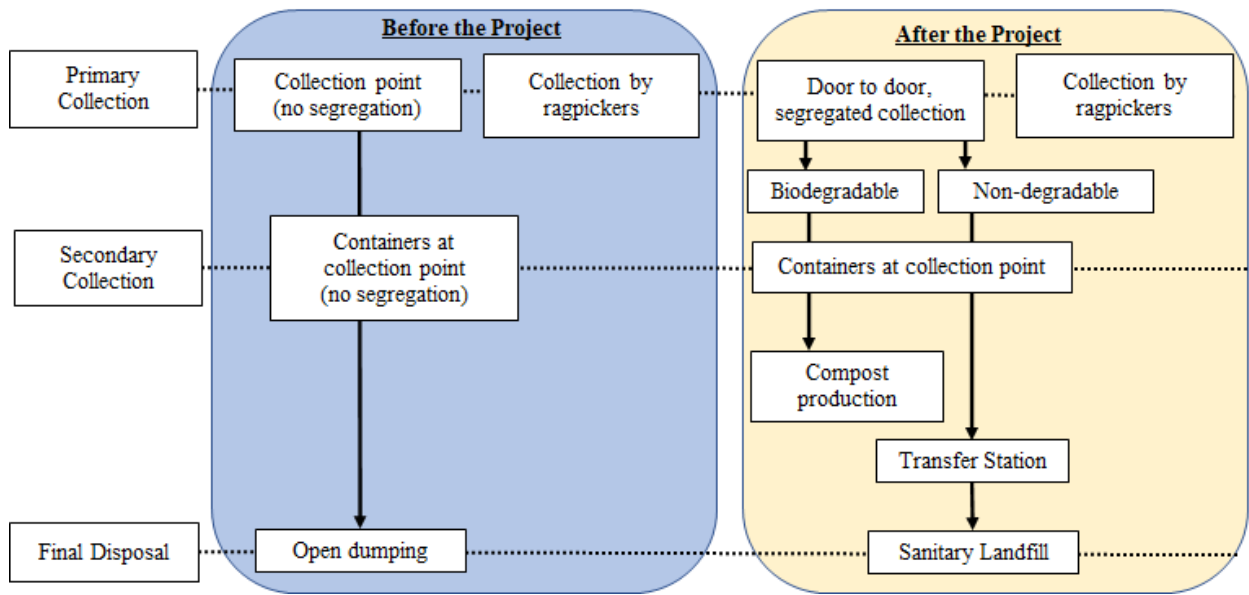 Before the Project
After the Project
Primary
Collection
Collection point
(no segregation)
Collection by
ragpickers
Door to door,
segregated collection
Collection by
ragpickers
Biodegradable
Non-degradable
Secondary
Collection
Containers at
collection point
(no segregation)
Containers at collection point
Compost
production
Transfer Station
Final Disposal
Open dumping
Sanitary Landfill